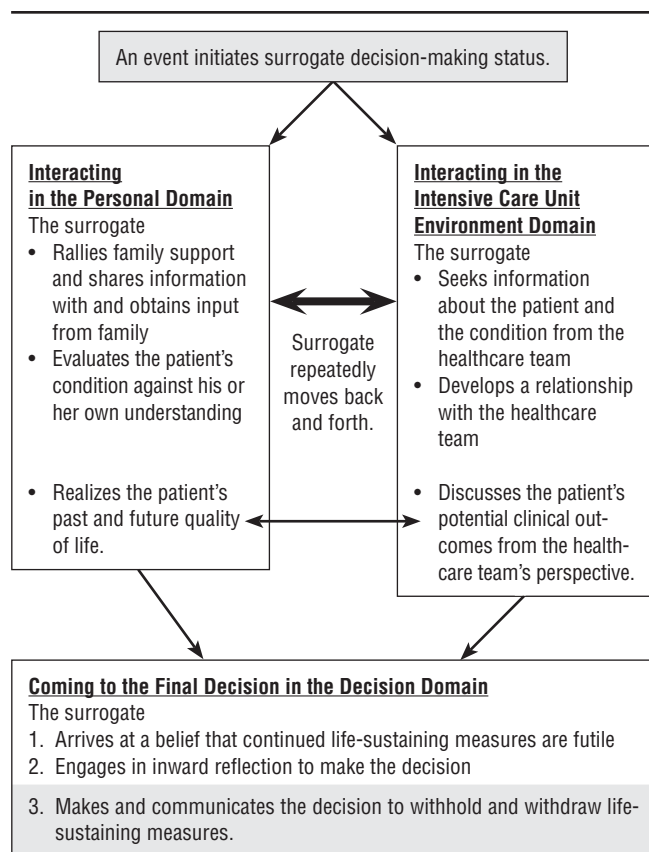 An event initiates surrogate decision-making status.
Interacting
in the Personal Domain
The surrogate
• Rallies family support
and shares information
with and obtains input
from family
• Evaluates the patient’s
condition against his or
her own understanding
• Realizes the patient’s
past and future quality
of life.
Surrogate
repeatedly
moves back
and forth.
Interacting in the
Intensive Care Unit
Environment Domain
The surrogate
• Seeks information
about the patient and
the condition from the
healthcare team
• Develops a relationship
with the healthcare
team
• Discusses the patient’s
potential clinical out-
comes from the health-
care team’s perspective.
Coming to the Final Decision in the Decision Domain
The surrogate
1. Arrives at a belief that continued life-sustaining measures are futile
2. Engages in inward reflection to make the decision
3. Makes and communicates the decision to withhold and withdraw life-
sustaining measures.